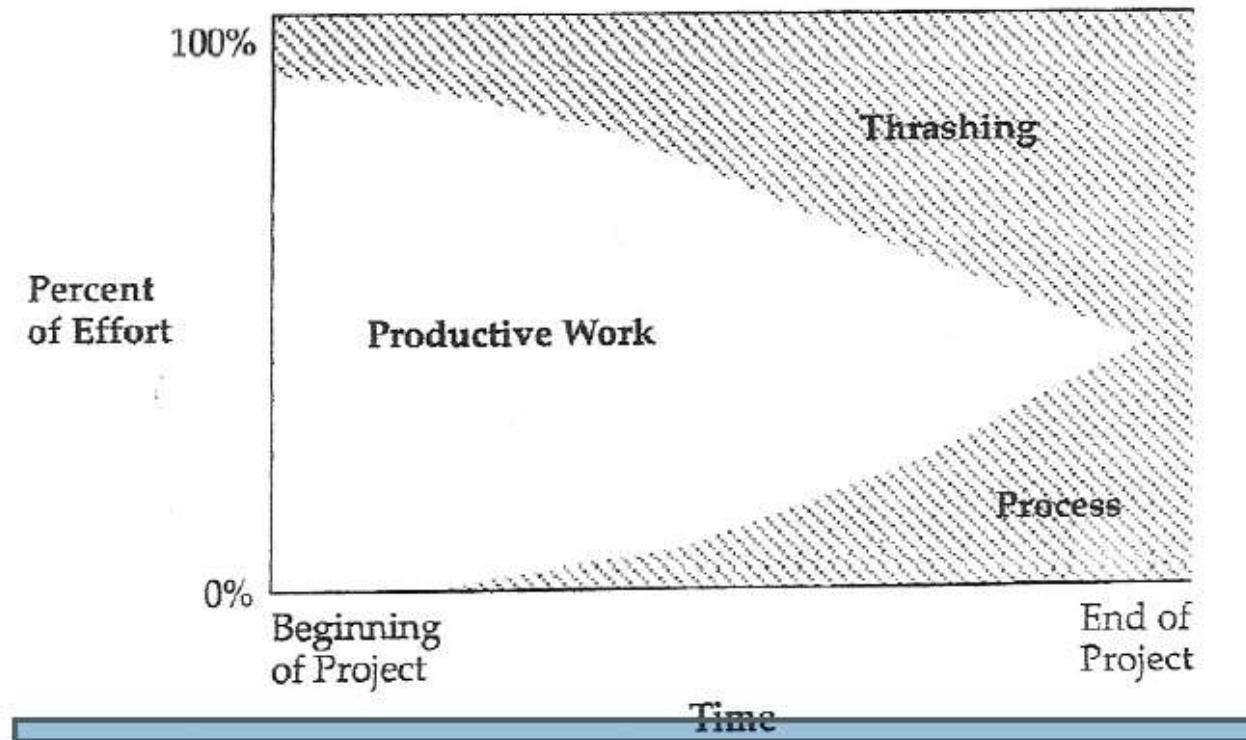 100%
Thrashing
Percent
of Effort
Productive Work
Process
0%
Beginning
of Project
End of
Project
Time